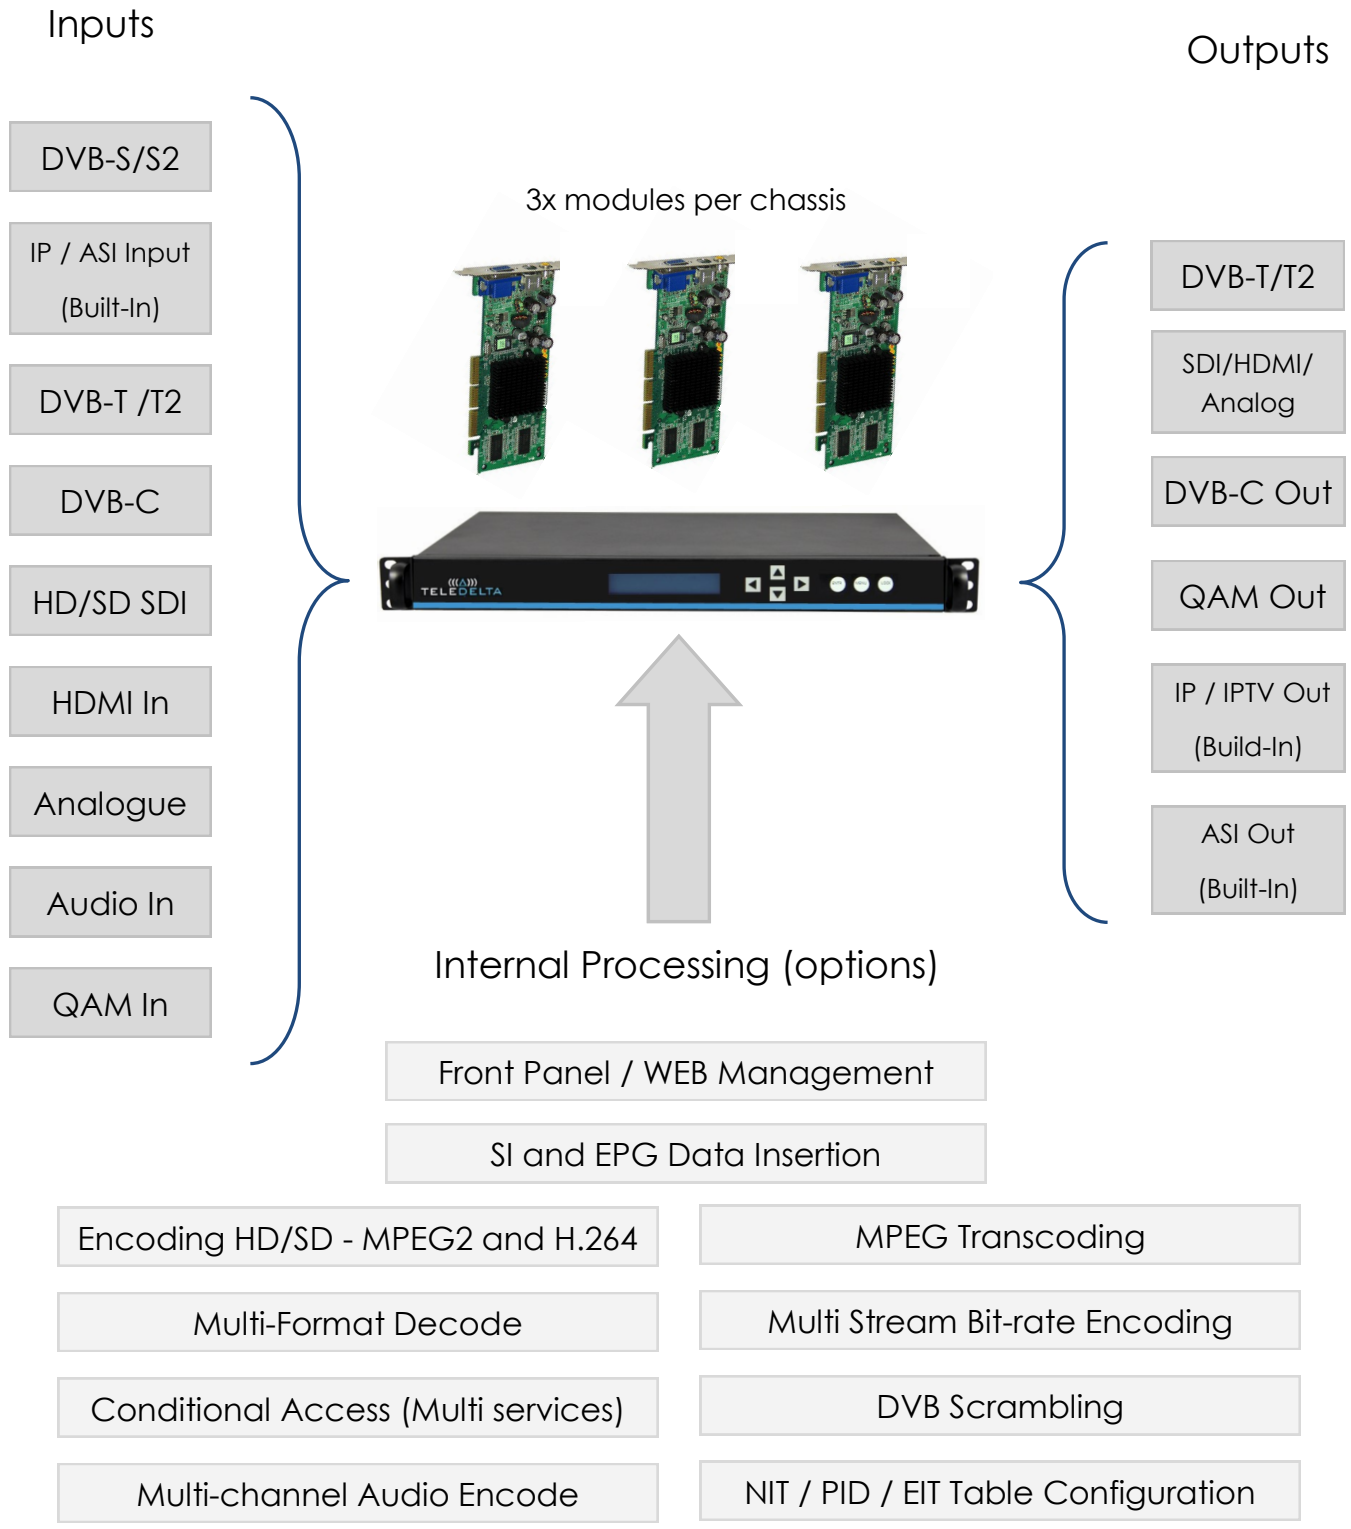 Inputs
Outputs
DVB-S/S2
IP / ASI Input
(Built-In)
DVB-T /T2
DVB-C
HD/SD SDI
HDMI In
Analogue
Audio In
QAM In
3x modules per chassis
TELEDELTA
DVB-T/T2
SDI/HDMI/
Analog
DVB-C Out
QAM Out
IP / IPTV Out
(Build-In)
ASI Out
(Built-In)
Internal Processing (options)
Front Panel / WEB Management
SI and EPG Data Insertion
Encoding HD/SD - MPEG2 and H.264
MPEG Transcoding
Multi-Format Decode
Multi Stream Bit-rate Encoding
Conditional Access (Multi services)
DVB Scrambling
Multi-channel Audio Encode
NIT / PID / EIT Table Configuration